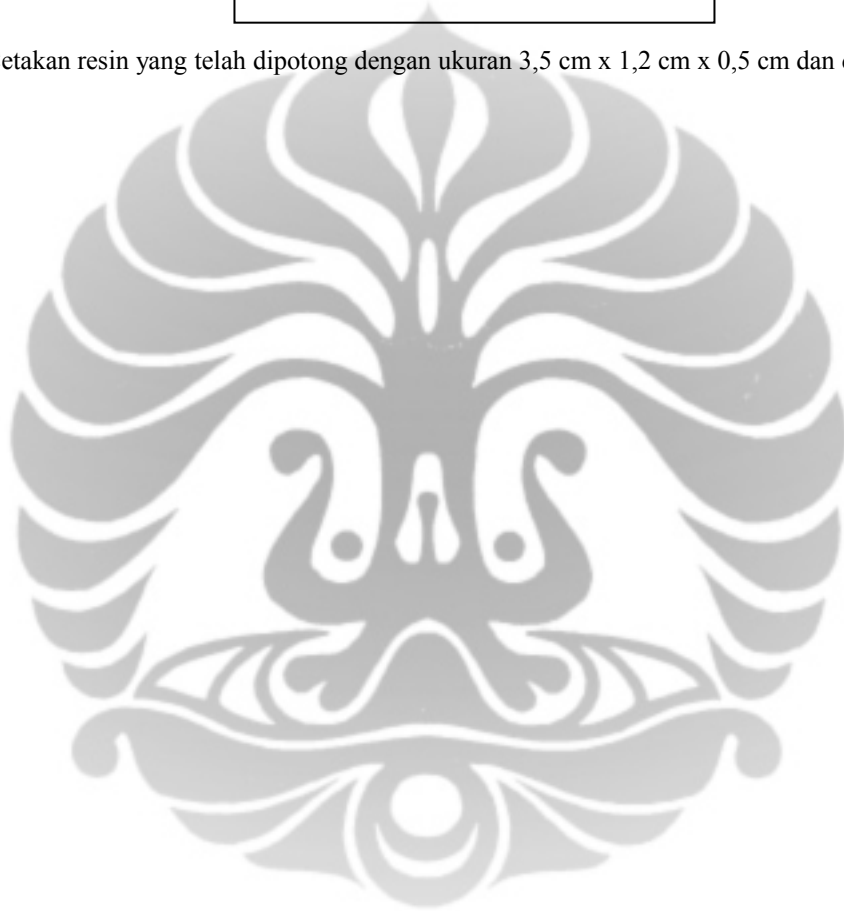 etakan resin yang telah dipotong dengan ukuran 3,5 cm x 1,2 cm x 0,5 cm dan